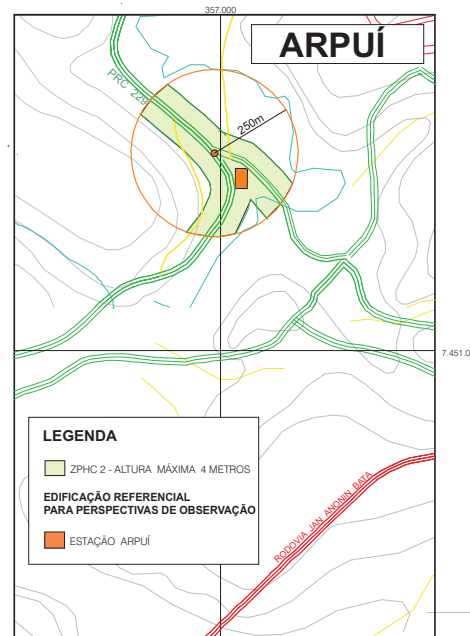 357.000
ARPUÍ
PRC 229
250m
7.451.0
LEGENDA
ZPHC 2 - ALTURA MÁXIMA 4 METROS
EDIFICAÇÃO REFERENCIAL
PARA PERSPECTIVAS DE OBSERVAÇÃO
ESTAÇÃO ARPUÍ
RODOVIA JAN ANONIN BATA